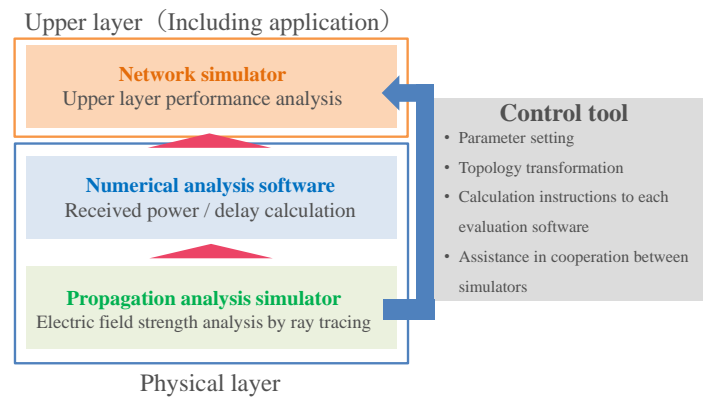 Upper layer（Including application）
Network simulator
Upper layer performance analysis
Numerical analysis software
Received power / delay calculation
Propagation analysis simulator
Electric field strength analysis by ray tracing
Physical layer
Control tool
• Parameter setting
• Topology transformation
• Calculation instructions to each
evaluation software
• Assistance in cooperation between
simulators